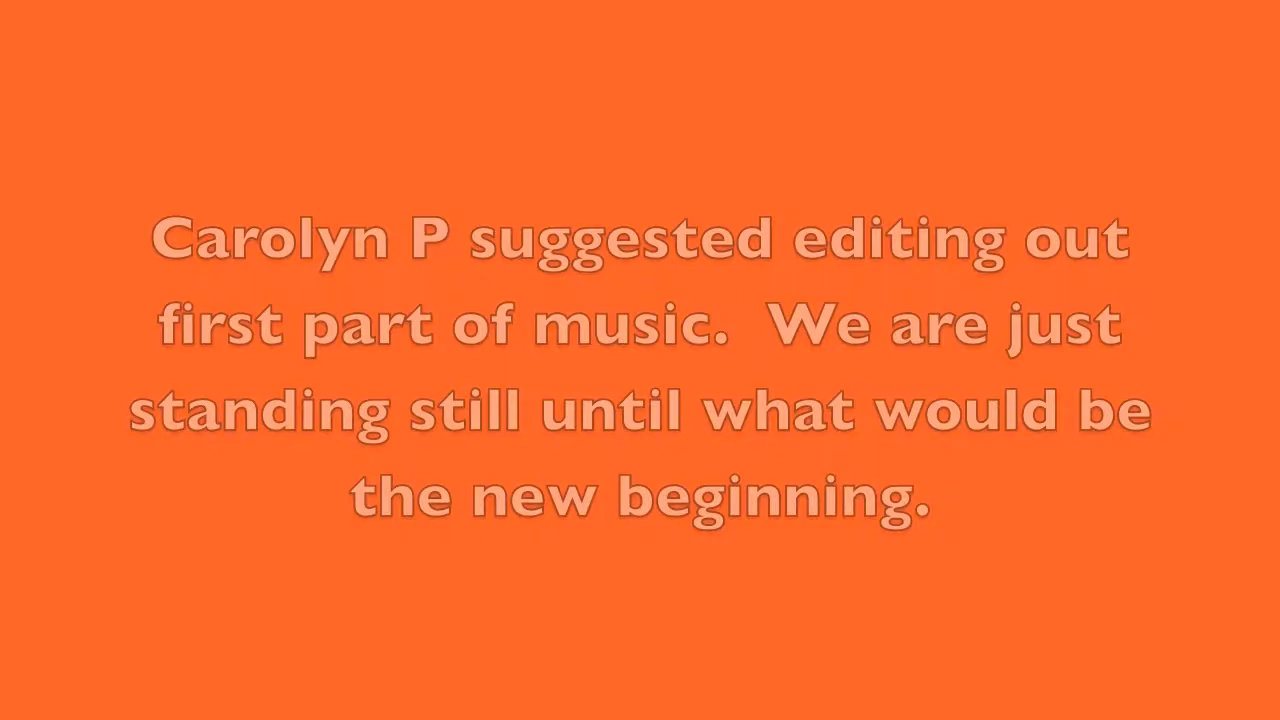 Carolyn P suggested editing out
first part of music.  We are just
standing still until what would be
the new beginning.